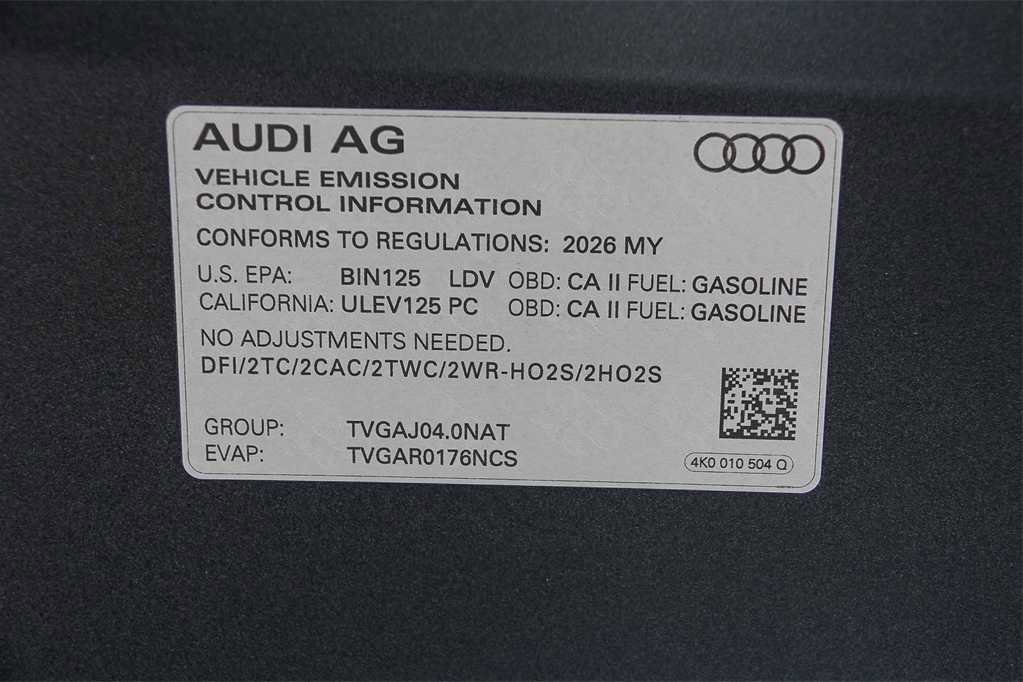 AUDI AG
VEHICLE EMISSION
CONTROL INFORMATION
CONFORMS TO REGULATIONS: 2026 MY
U.S. EPA: BIN125 LDV OBD: CA II FUEL: GASOLINE
CALIFORNIA: ULEV125 PC OBD: CA II FUEL: GASOLINE
NO ADJUSTMENTS NEEDED.
DFI/2TC/2CAC/2TWC/2WR-HO2S/2HO2S
GROUP: TVGAJ04.0NAT
EVAP: TVGAR0176NCS
4K0 010 504 Q